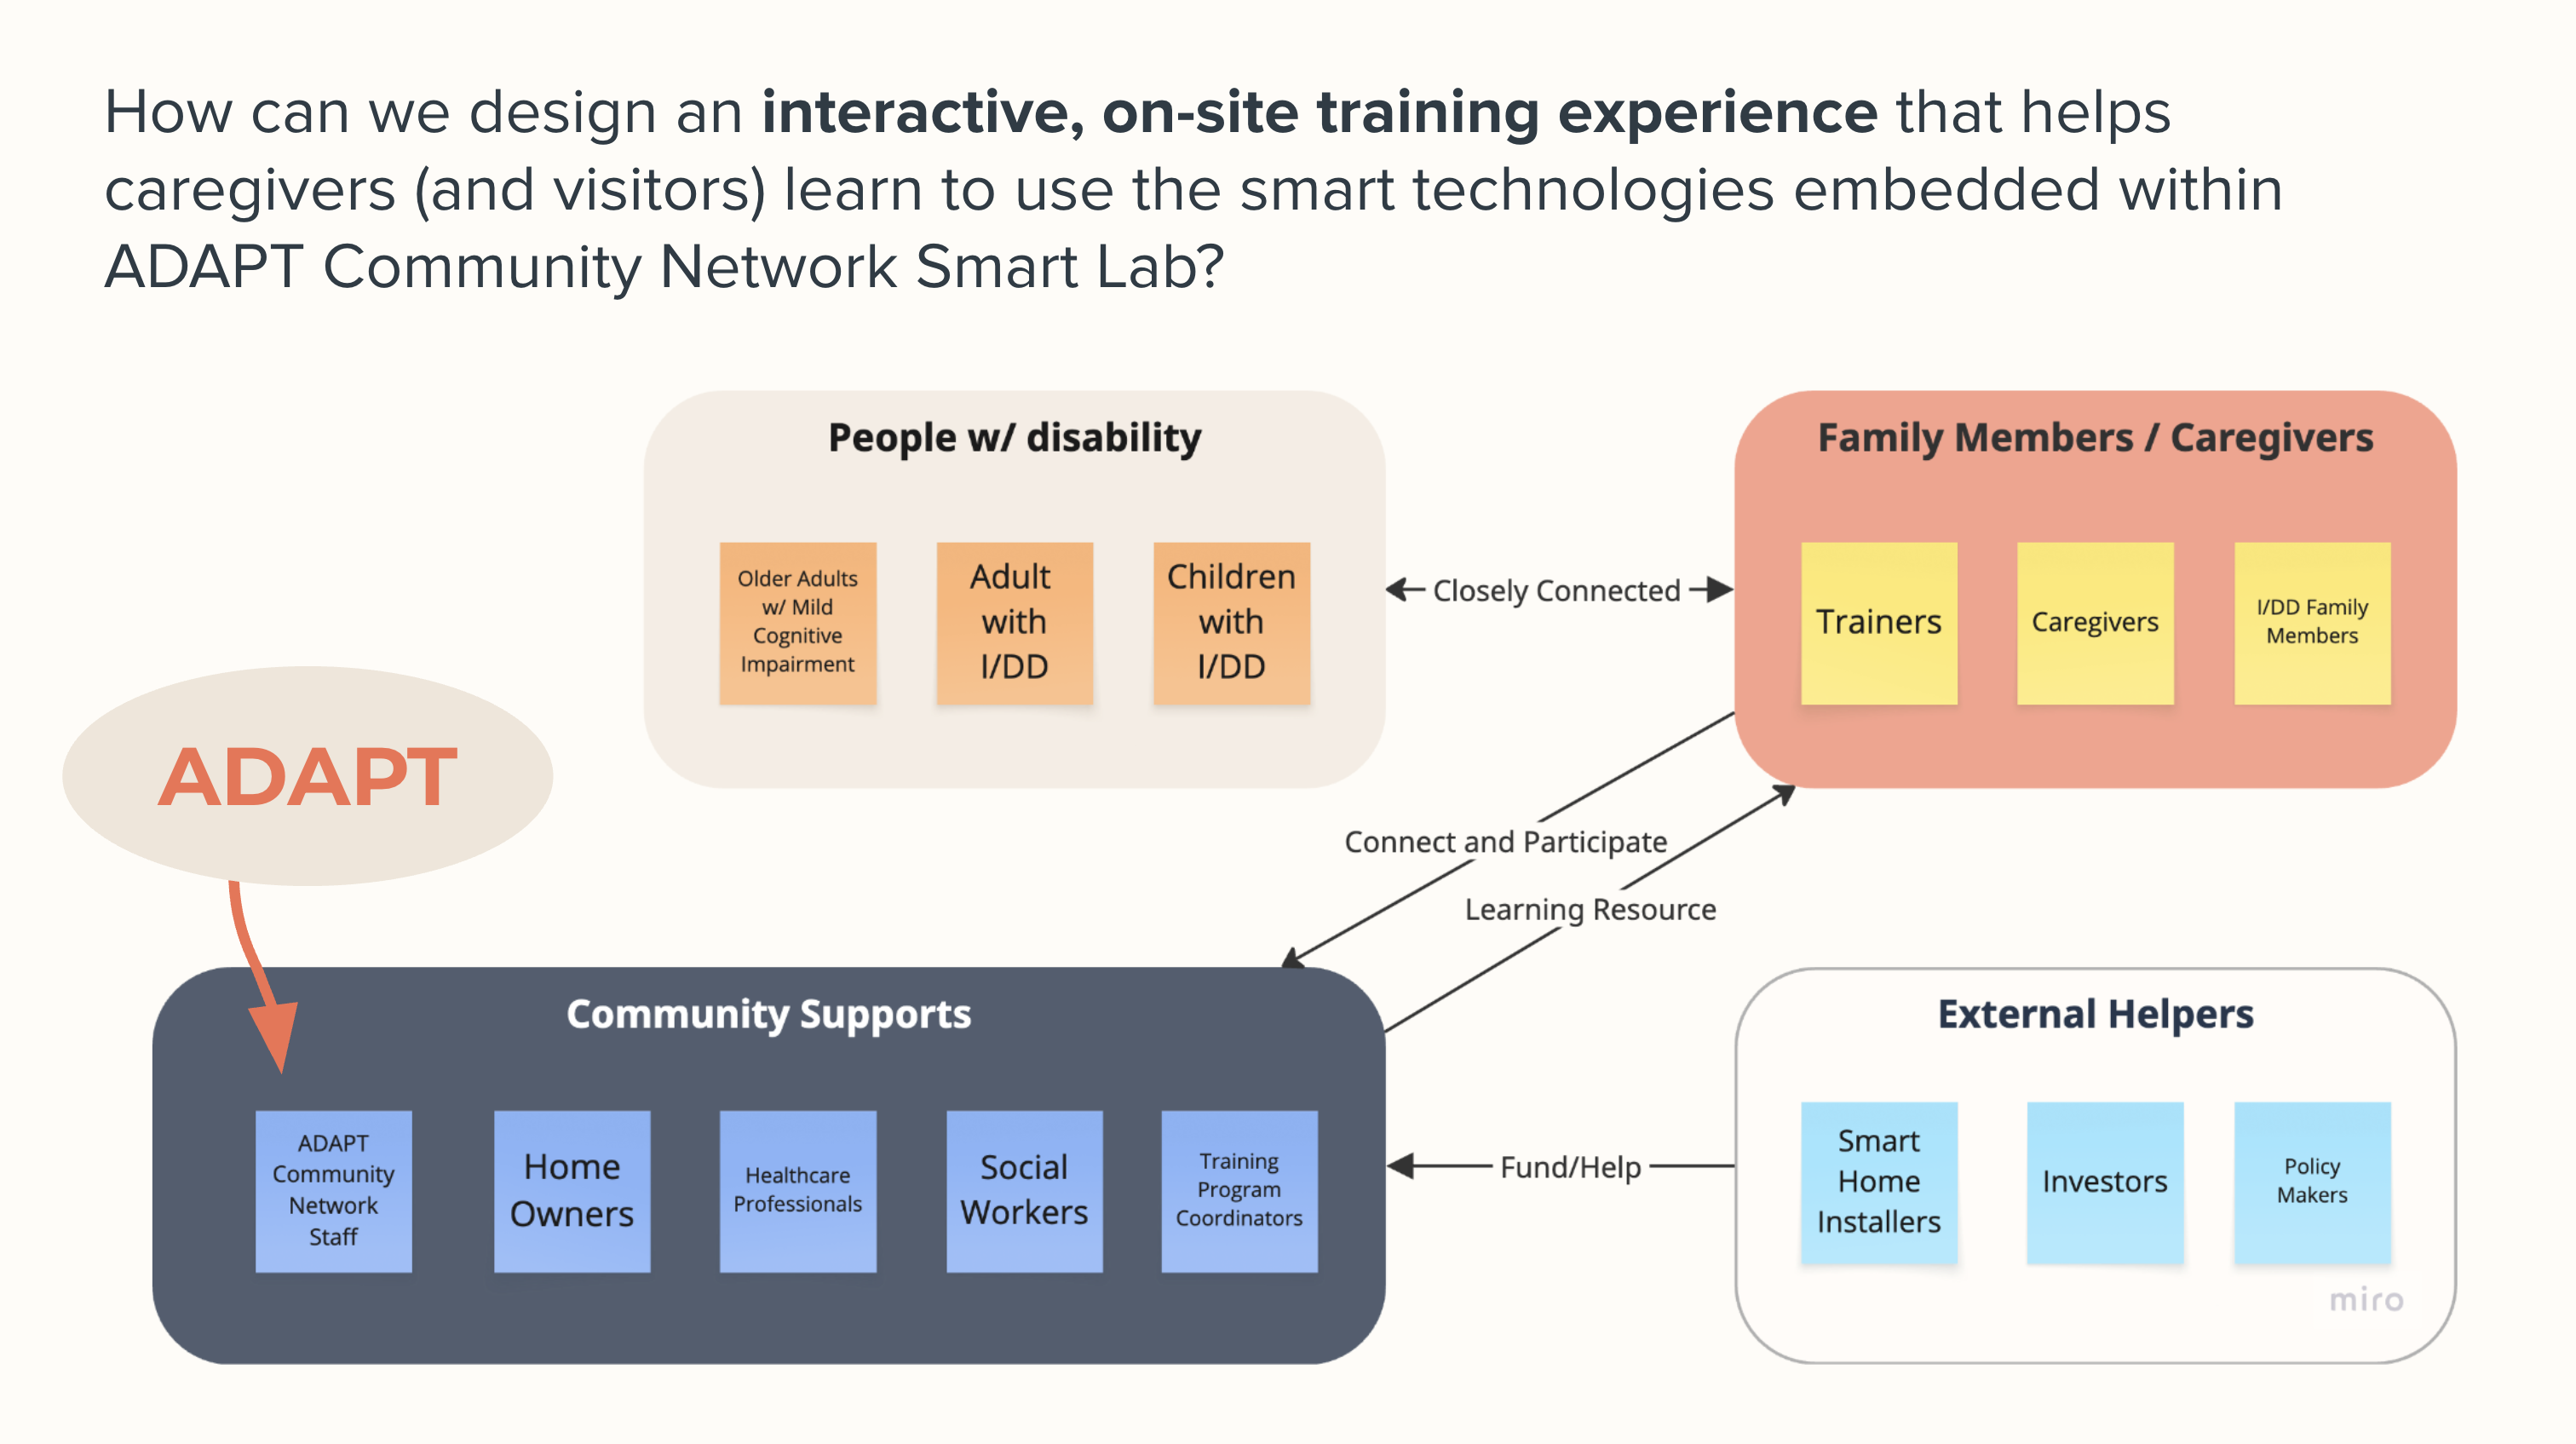 How can we design an interactive, on-site training experience that helps
caregivers (and visitors) learn to use the smart technologies embedded within
ADAPT Community Network Smart Lab?
People w/ disability
Older Adults
w/ Mild
Cognitive
Impairment
Adult
with
I/DD
Children
with
I/DD
Closely Connected
Family Members / Caregivers
Trainers
Caregivers
I/DD Family
Members
ADAPT
Connect and Participate
Learning Resource
Community Supports
ADAPT
Community
Network
Staff
Home
Owners
Healthcare
Professionals
Social
Workers
Training
Program
Coordinators
Fund/Help
External Helpers
Smart
Home
Installers
Investors
Policy
Makers
miro